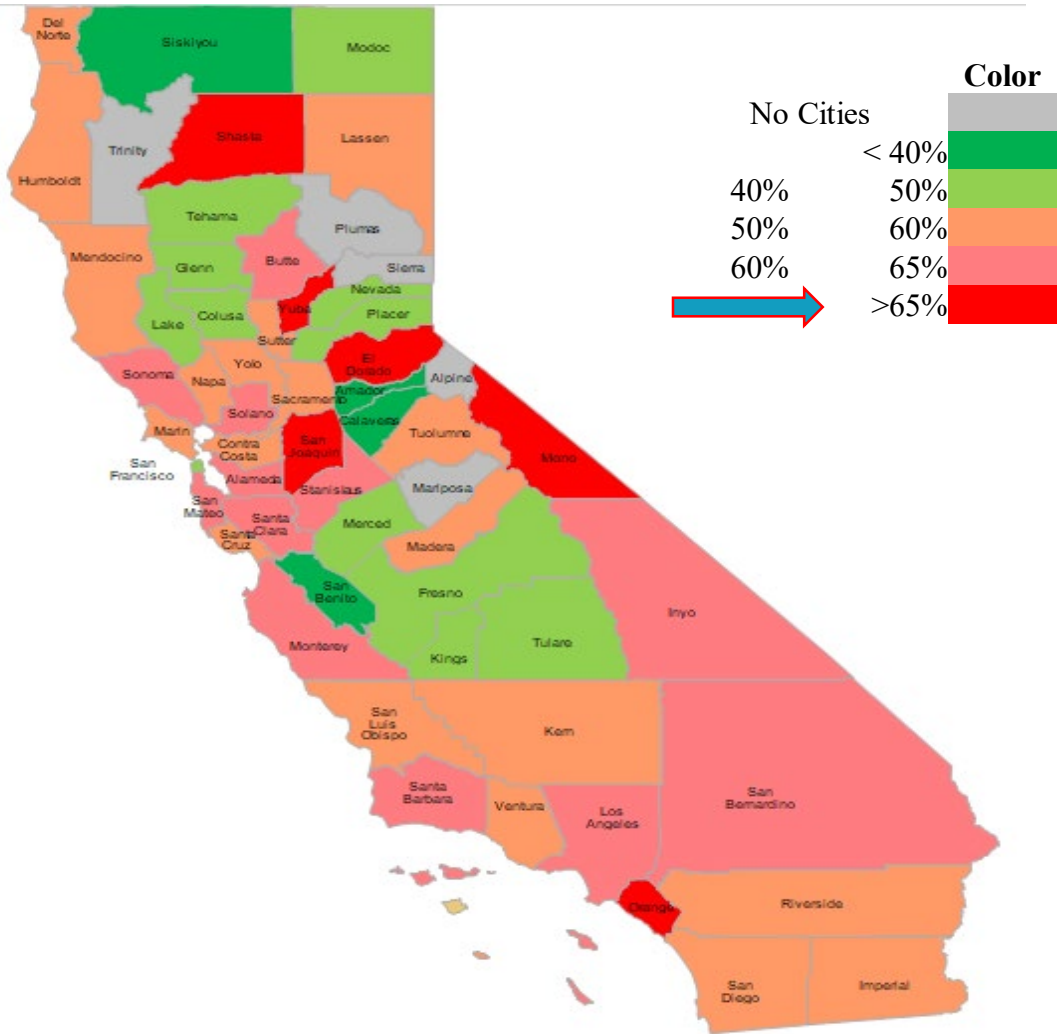 Color
No Cities
< 40%
40% 50%
50% 60%
60% 65%
>65%
Del
Norte
Siskiyou
Modoc
Shasta
Lassen
Trinity
Humboldt
Tehama
Plumas
Mendocino
Glenn
Butte
Sierra
Nevada
Yuba
Placer
Lake
Colusa
Sutter
El
Dorado
Sonoma
Napa
Yolo
Sacramento
Amador
Alpine
Solano
Calaveras
Marin
Contra
Costa
San
Joaquin
Tuolumne
Mono
San
Francisco
Alameda
Stanislaus
Mariposa
San
Mateo
Santa
Clara
Merced
Santa
Cruz
Madera
San
Benito
Fresno
Inyo
Monterey
Kings
Tulare
San
Luis
Obispo
Kern
Santa
Barbara
Ventura
Los
Angeles
San
Bernardino
Orange
Riverside
San
Diego
Imperial